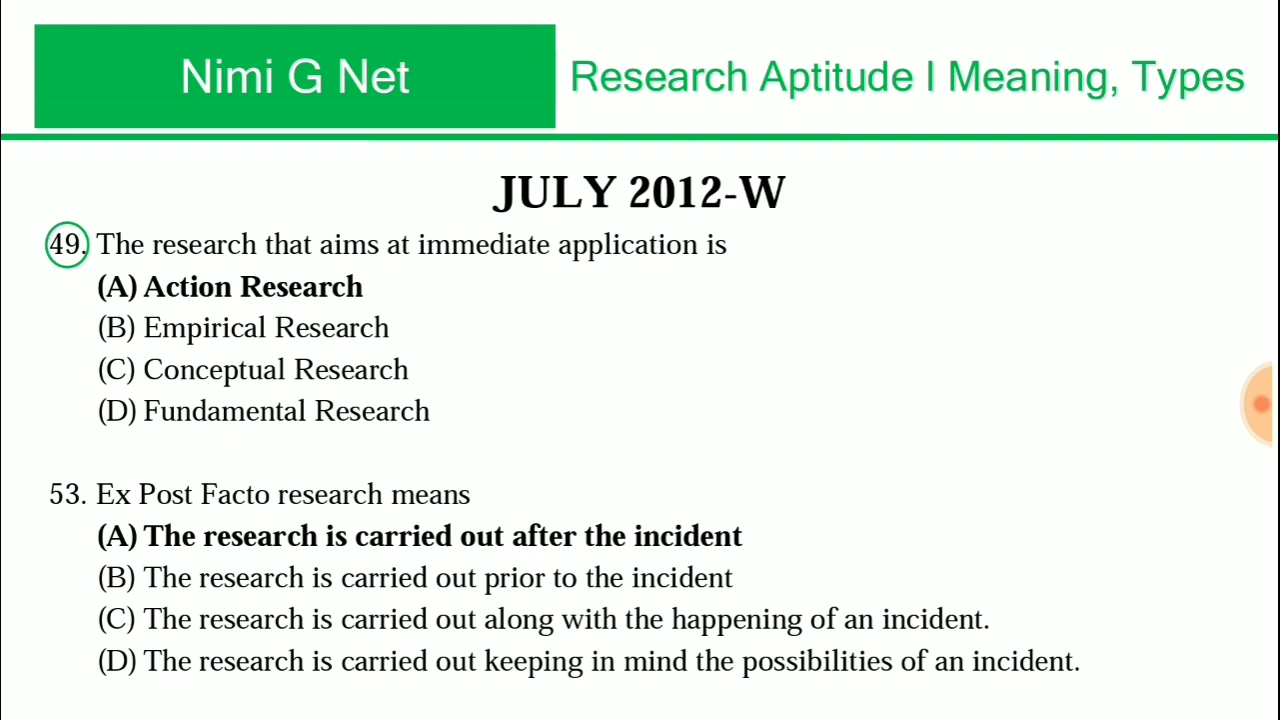 Nimi G Net
Research Aptitude I Meaning, Types
JULY 2012-W
49. The research that aims at immediate application is
(A) Action Research
(B) Empirical Research
(C) Conceptual Research
(D) Fundamental Research
53. Ex Post Facto research means
(A) The research is carried out after the incident
(B) The research is carried out prior to the incident
(C) The research is carried out along with the happening of an incident.
(D) The research is carried out keeping in mind the possibilities of an incident.